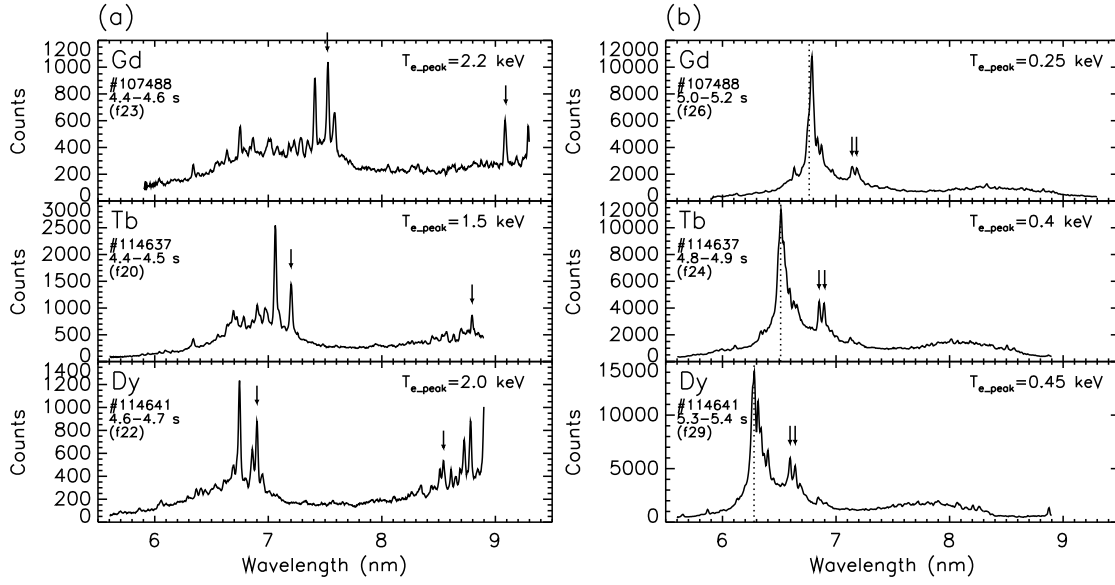 (a)
(b)
1200
1000
800
600
400
200
0
Counts
Gd
#107488
4.4−4.6 s
(f23)
Te_peak=2.2 keV
3000
2500
2000
1500
1000
500
0
Counts
Tb
#114637
4.4−4.5 s
(f20)
Te_peak=1.5 keV
1400
1200
1000
800
600
400
200
0
Counts
Dy
#114641
4.6−4.7 s
(f22)
Te_peak=2.0 keV
6 7 8 9
Wavelength (nm)
12000
10000
8000
6000
4000
2000
0
Counts
Gd
#107488
5.0−5.2 s
(f26)
Te_peak=0.25 keV
12000
10000
8000
6000
4000
2000
0
Counts
Tb
#114637
4.8−4.9 s
(f24)
Te_peak=0.4 keV
15000
10000
5000
0
Counts
Dy
#114641
5.3−5.4 s
(f29)
Te_peak=0.45 keV
6 7 8 9
Wavelength (nm)